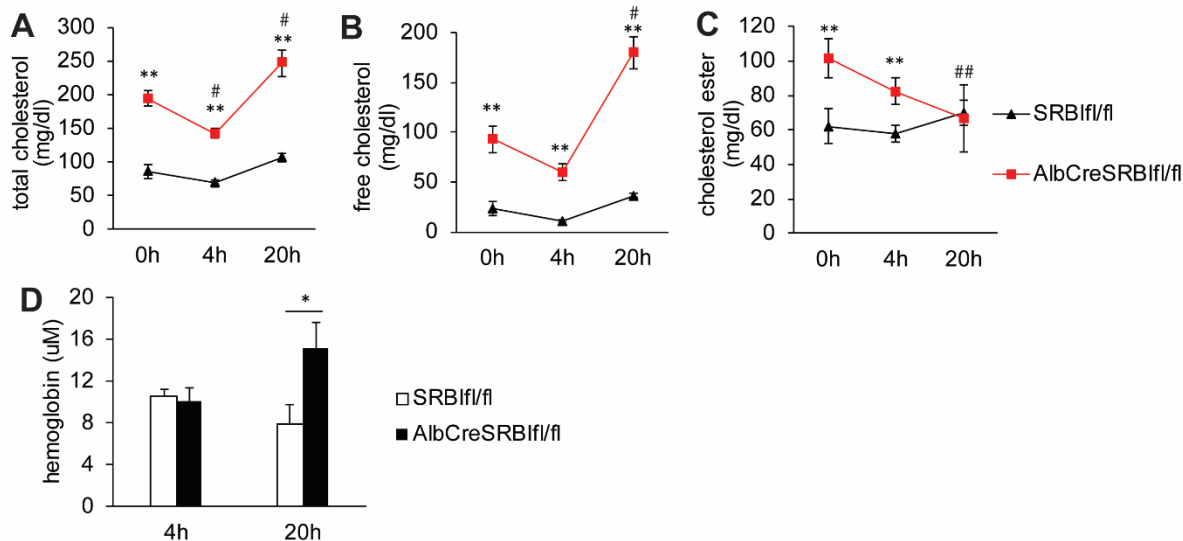 A
total cholesterol
(mg/dl)
300
250
200
150
100
50
0
**
#
**
#
**
0h
4h
20h
B
free cholesterol
(mg/dl)
200
150
100
50
0
**
**
#
**
0h
4h
20h
C
cholesterol ester
(mg/dl)
120
100
80
60
40
20
0
**
**
##
0h
4h
20h
SRBIfl/fl
AlbCreSRBIfl/fl
D
hemoglobin (uM)
20
16
12
8
4
0
*
4h
20h
SRBIfl/fl
AlbCreSRBIfl/fl